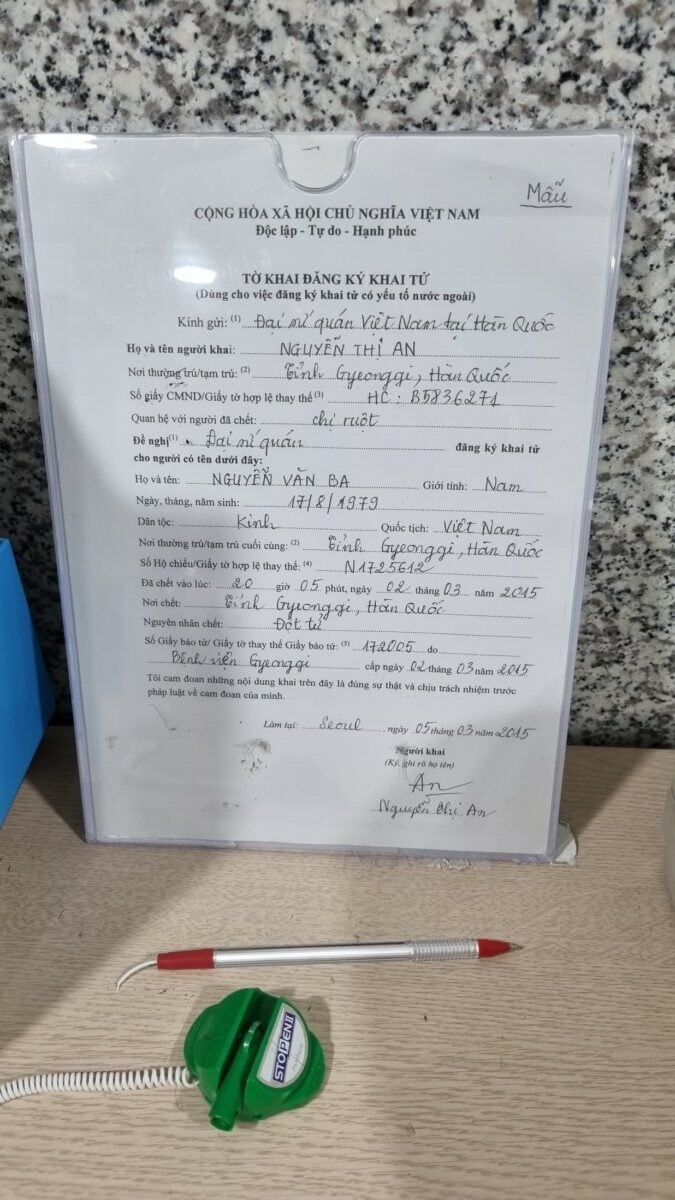 Mẫu
CỘNG HÒA XÃ HỘI CHỦ NGHĨA VIỆT NAM
Độc lập - Tự do - Hạnh phúc
TỜ KHAI ĐĂNG KÝ KHAI TỬ
(Dùng cho việc đăng ký khai tử có yếu tố nước ngoài)
Kính gửi: (1) Đại sứ quán Việt Nam tại Hàn Quốc
Họ và tên người khai: NGUYỄN THỊ AN
Nơi thường trú/tạm trú: (2) Tỉnh Gyeonggi, Hàn Quốc
Số giấy CMND/Giấy tờ hợp lệ thay thế (3) HC: B5836271
Quan hệ với người đã chết: chị ruột
Đề nghị(1) Đại sứ quán đăng ký khai tử
cho người có tên dưới đây:
Họ và tên: NGUYỄN VĂN BA Giới tính: Nam
Ngày, tháng, năm sinh: 17/8/1979
Dân tộc: Kinh Quốc tịch: Việt Nam
Nơi thường trú/tạm trú cuối cùng: (2) Tỉnh Gyeonggi, Hàn Quốc
Số Hộ chiếu/Giấy tờ hợp lệ thay thế: (4) N1725612
Đã chết vào lúc: 20 giờ 05 phút, ngày 02 tháng 03 năm 2015
Nơi chết: Tỉnh Gyeonggi, Hàn Quốc
Nguyên nhân chết: Đột tử
Số Giấy báo tử/ Giấy tờ thay thế Giấy báo tử: (5) 172005 do
Bệnh viện Gyeonggi cấp ngày 02 tháng 03 năm 2015
Tôi cam đoan những nội dung khai trên đây là đúng sự thật và chịu trách nhiệm trước
pháp luật về cam đoan của mình.
Làm tại: Seoul, ngày 05 tháng 03 năm 2015
Người khai
(Ký, ghi rõ họ tên)
An
Nguyễn Thị An
STOPEN II